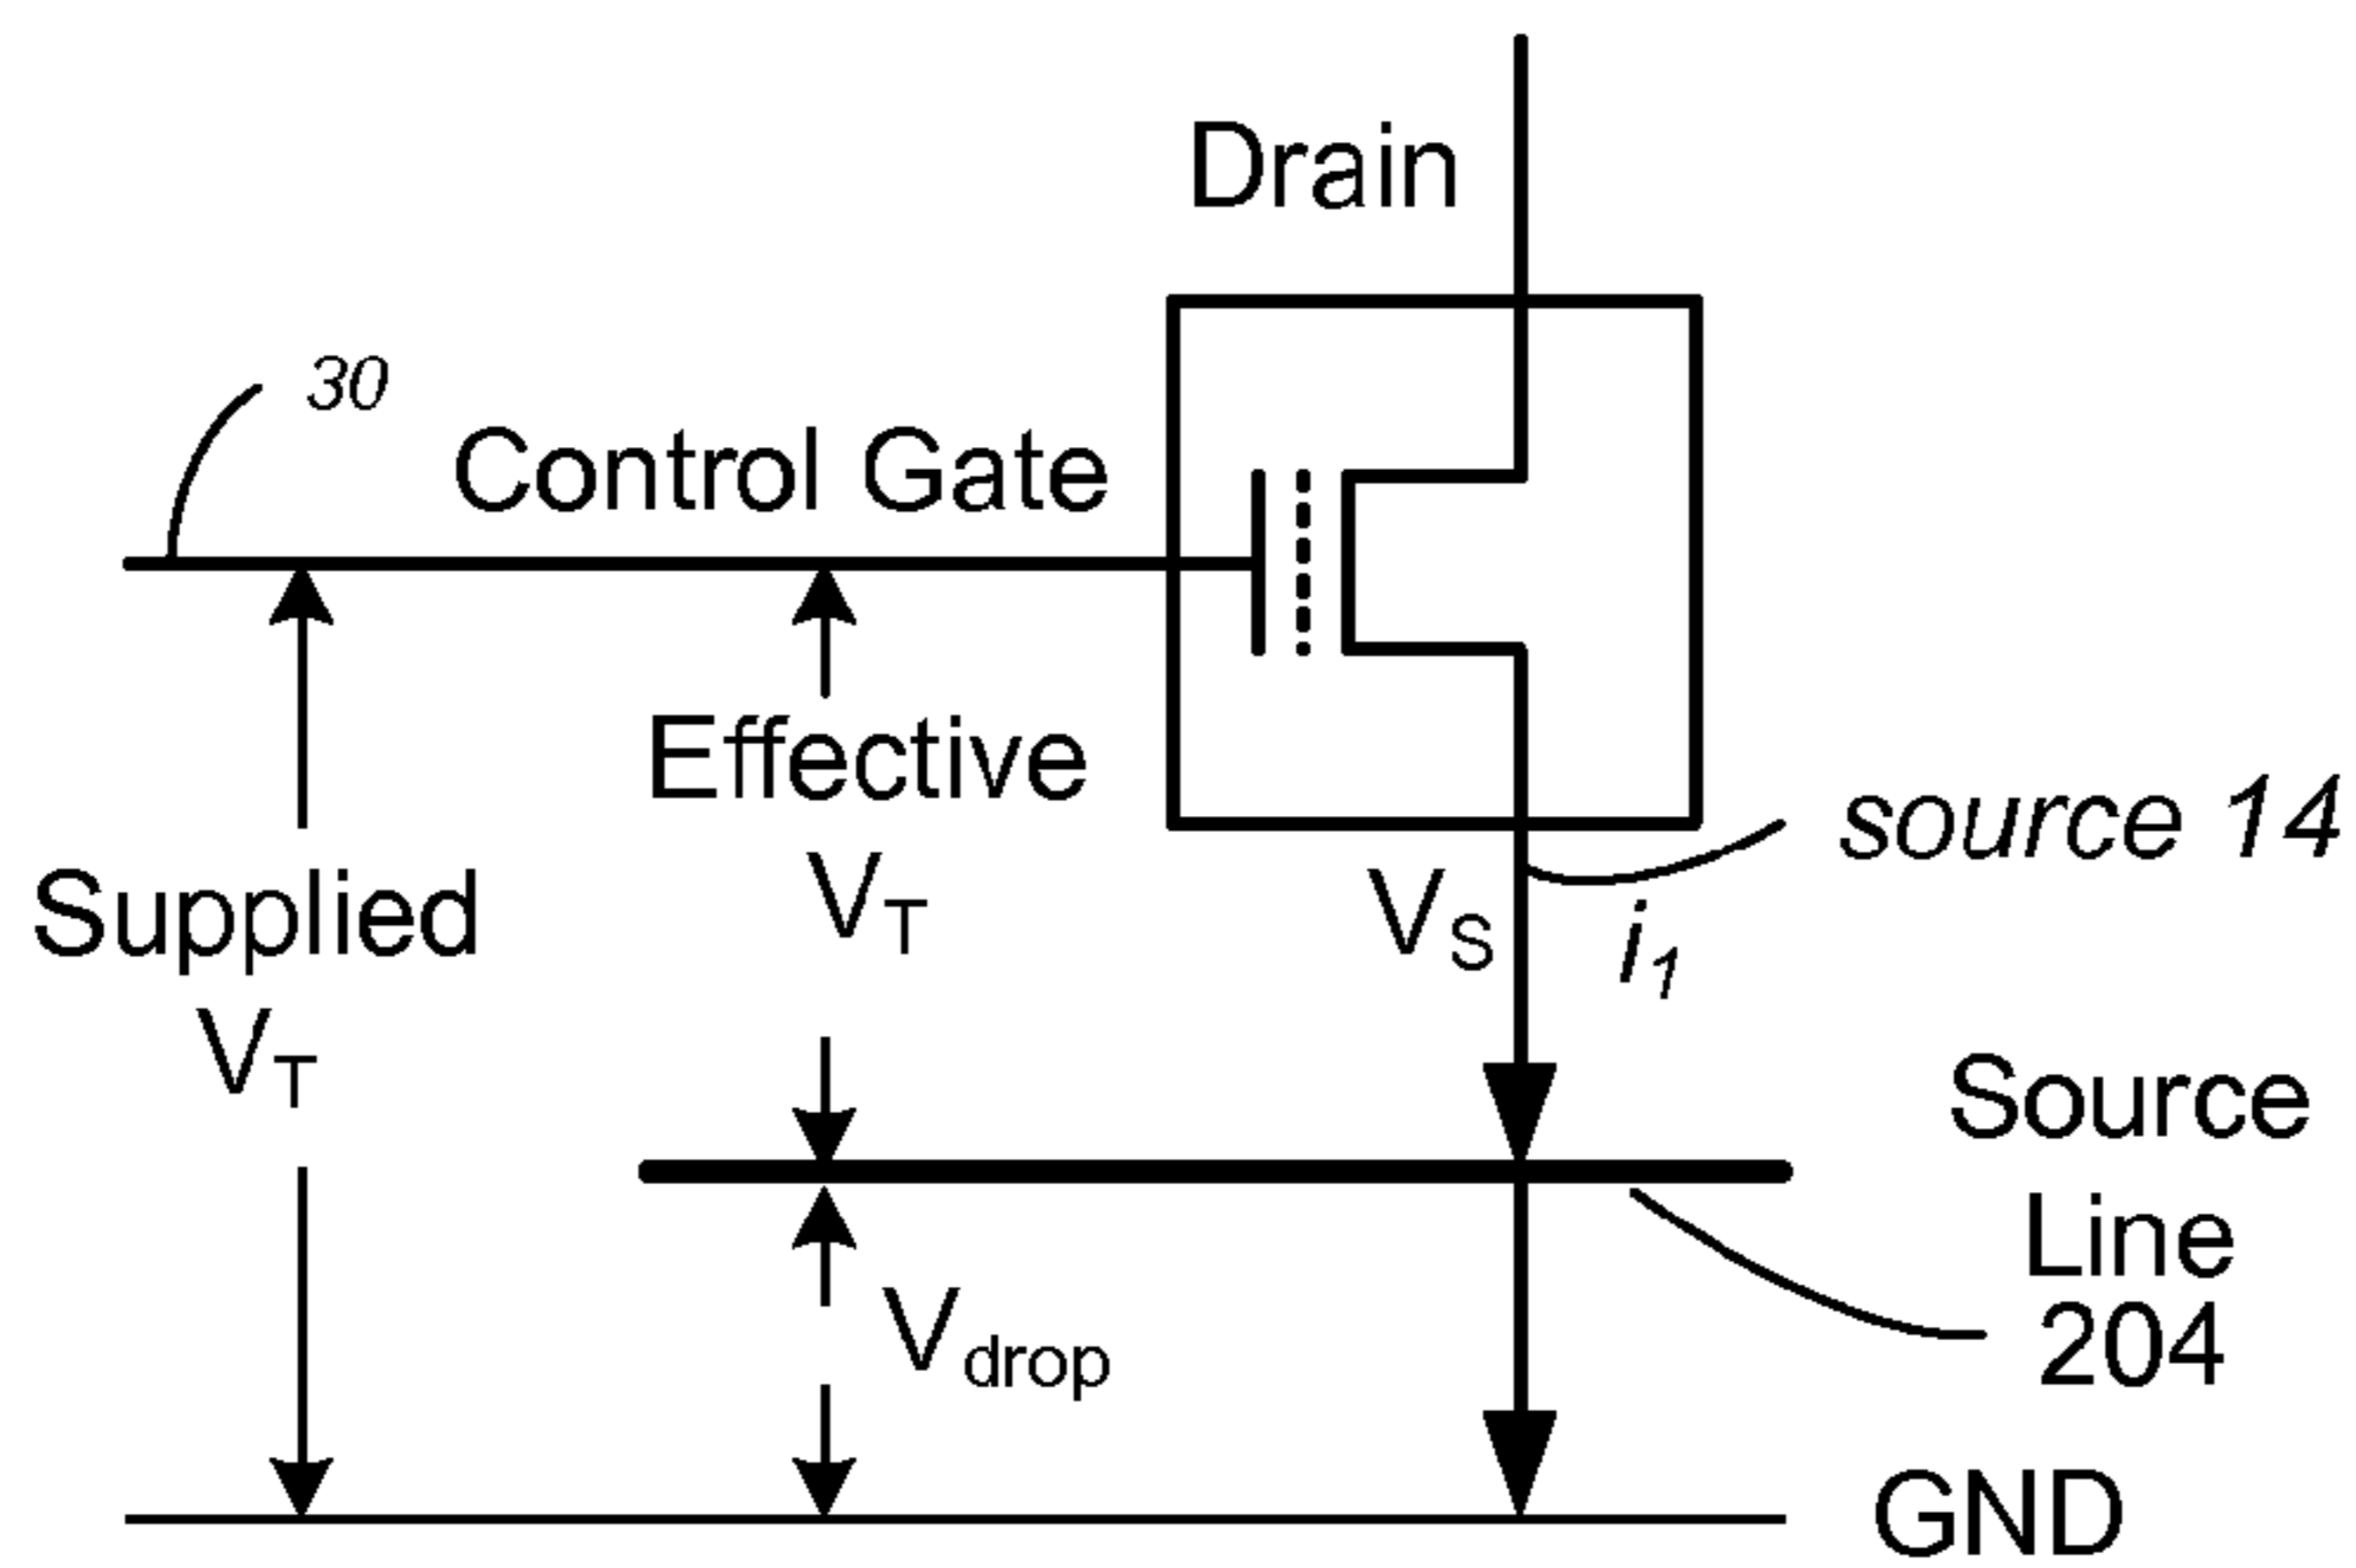 Drain
30
Control Gate
Effective
VT
source 14
Supplied
VT
VS
i1
Source
Line
204
Vdrop
GND